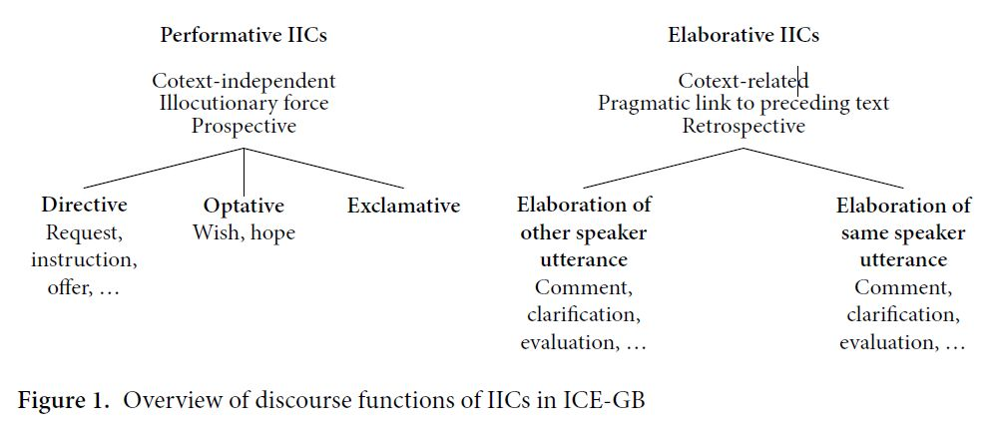 Performative IICs
Cotext-independent
Illocutionary force
Prospective
Directive
Request,
instruction,
offer, …
Optative
Wish, hope
Exclamative
Elaborative IICs
Cotext-related
Pragmatic link to preceding text
Retrospective
Elaboration of
other speaker
utterance
Comment,
clarification,
evaluation, …
Elaboration of
same speaker
utterance
Comment,
clarification,
evaluation, …
Figure 1. Overview of discourse functions of IICs in ICE-GB